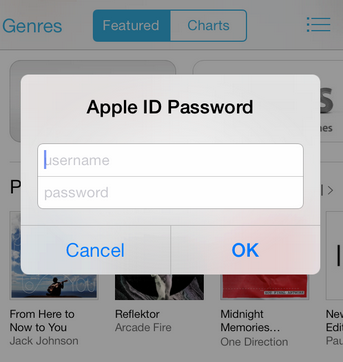 Genres
Featured
Charts
Apple ID Password
username
password
Cancel
OK
From Here to
Now to You
Jack Johnson
Reflektor
Arcade Fire
Midnight
Memories...
One Direction